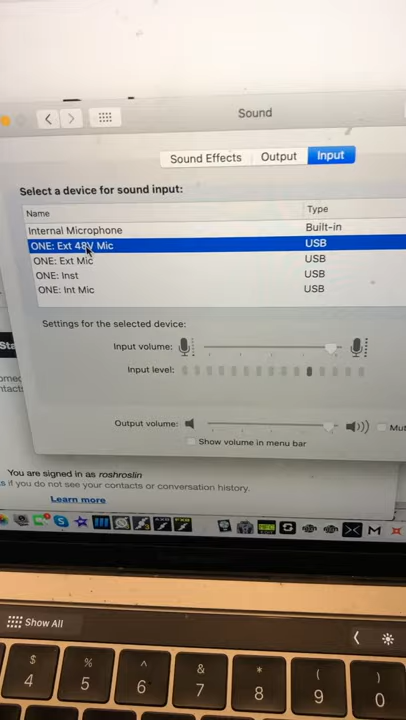 Sound
Sound Effects Output Input
Select a device for sound input:
Name Type
Internal Microphone Built-in
ONE: Ext 48V Mic USB
ONE: Ext Mic USB
ONE: Inst USB
ONE: Int Mic USB
Settings for the selected device:
Input volume:
Input level:
Output volume: Mut
Show volume in menu bar
Sta
You are signed in as roshroslin
s if you do not see your contacts or conversation history.
Learn more
Show All
$ % ^ & * ( )
4 5 6 7 8 9 0